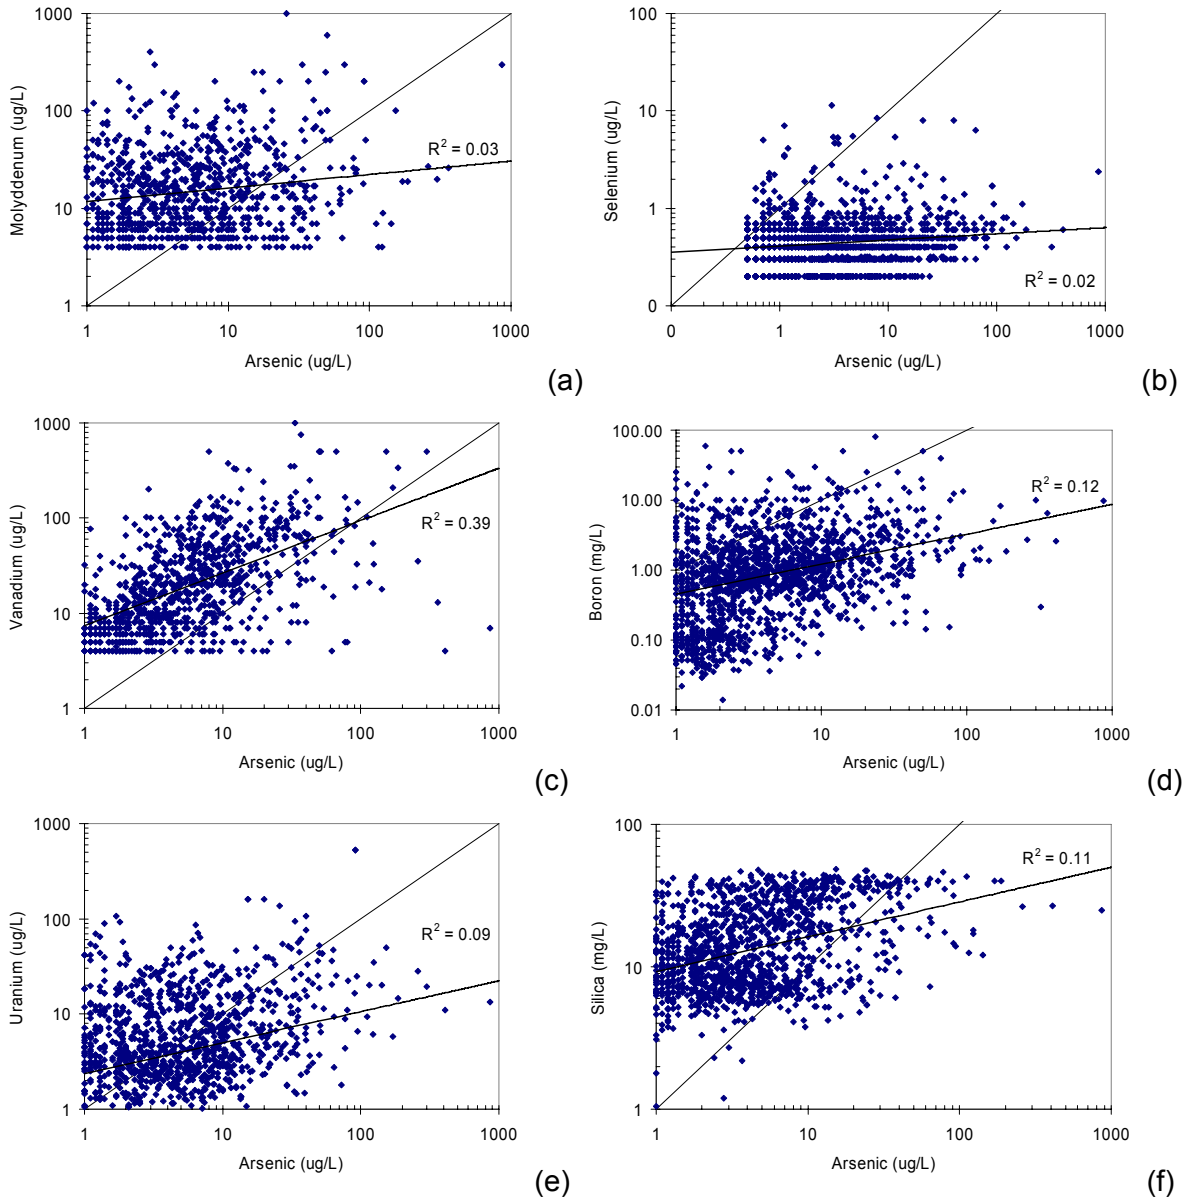 1000
100
10
1
Molyddenum (ug/L)
R² = 0.03
1 10 100 1000
Arsenic (ug/L)
(a)
100
10
1
0
Selenium (ug/L)
R² = 0.02
0 1 10 100 1000
Arsenic (ug/L)
(b)
1000
100
10
1
Vanadium (ug/L)
R² = 0.39
1 10 100 1000
Arsenic (ug/L)
(c)
100.00
10.00
1.00
0.10
0.01
Boron (mg/L)
R² = 0.12
1 10 100 1000
Arsenic (ug/L)
(d)
1000
100
10
1
Uranium (ug/L)
R² = 0.09
1 10 100 1000
Arsenic (ug/L)
(e)
100
10
1
Silica (mg/L)
R² = 0.11
1 10 100 1000
Arsenic (ug/L)
(f)